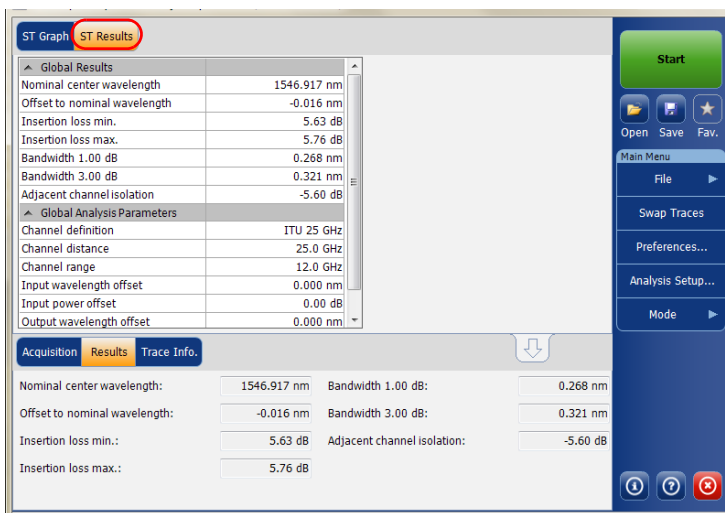 ST Graph ST Results
Global Results
Nominal center wavelength 1546.917 nm
Offset to nominal wavelength -0.016 nm
Insertion loss min. 5.63 dB
Insertion loss max. 5.76 dB
Bandwidth 1.00 dB 0.268 nm
Bandwidth 3.00 dB 0.321 nm
Adjacent channel isolation -5.60 dB
Global Analysis Parameters
Channel definition ITU 25 GHz
Channel distance 25.0 GHz
Channel range 12.0 GHz
Input wavelength offset 0.000 nm
Input power offset 0.00 dB
Output wavelength offset 0.000 nm
Acquisition Results Trace Info.
Nominal center wavelength: 1546.917 nm Bandwidth 1.00 dB: 0.268 nm
Offset to nominal wavelength: -0.016 nm Bandwidth 3.00 dB: 0.321 nm
Insertion loss min.: 5.63 dB Adjacent channel isolation: -5.60 dB
Insertion loss max.: 5.76 dB
Start
Open Save Fav.
Main Menu
File
Swap Traces
Preferences...
Analysis Setup...
Mode